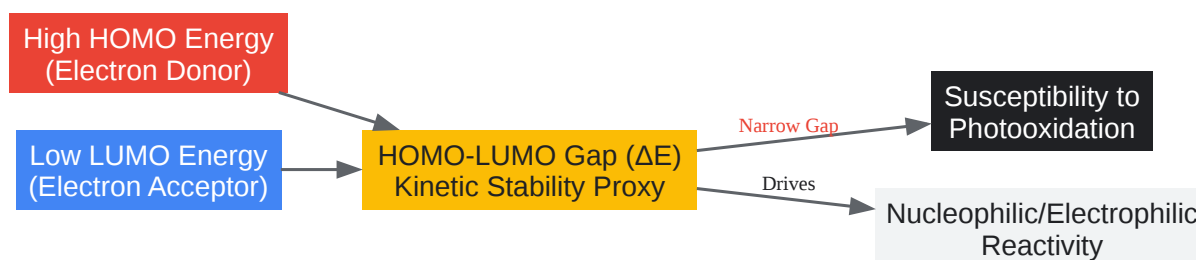 High HOMO Energy
(Electron Donor)
Low LUMO Energy
(Electron Acceptor)
HOMO-LUMO Gap (ΔE)
Kinetic Stability Proxy
Narrow Gap
Drives
Susceptibility to
Photooxidation
Nucleophilic/Electrophilic
Reactivity